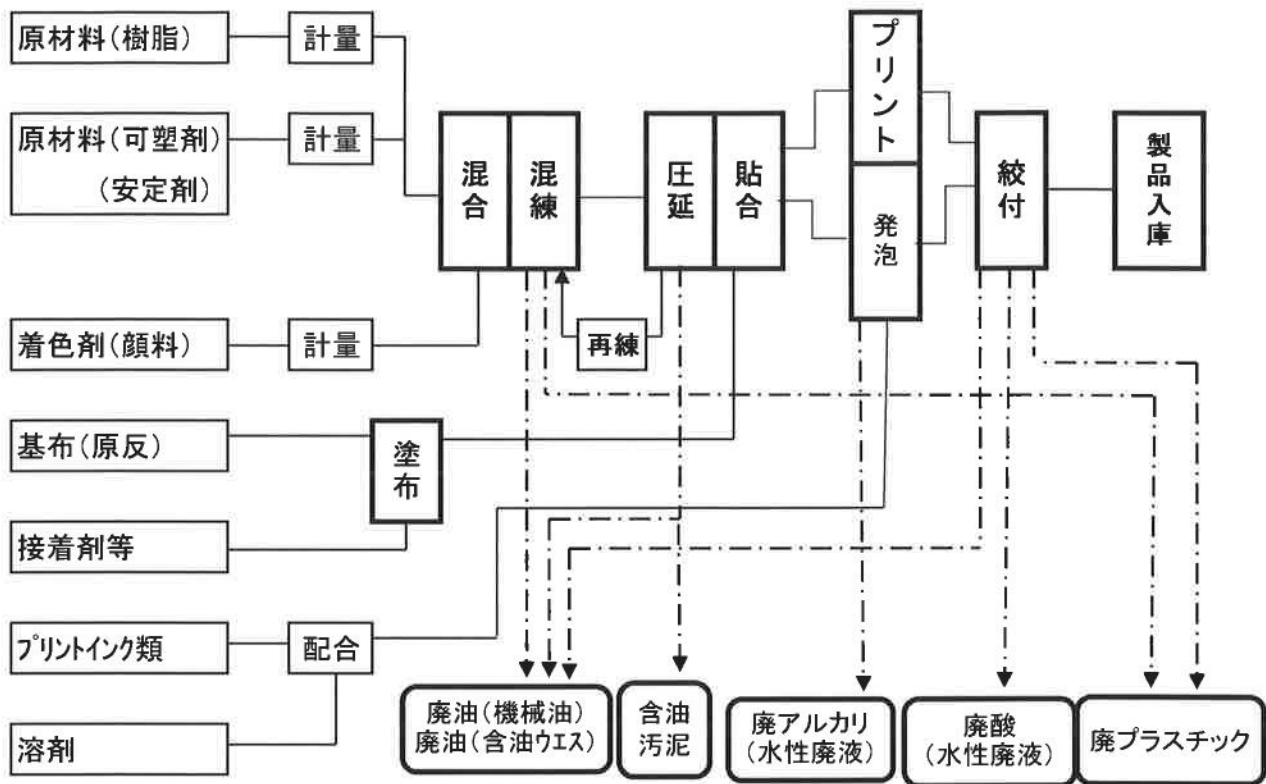 原材料(樹脂)
計量
原材料(可塑剤)
(安定剤)
計量
着色剤(顔料)
計量
基布(原反)
接着剤等
塗布
プリントインク類
配合
溶剤
混合
混練
再練
圧延
貼合
プリント
発泡
絞付
製品入庫
廃油(機械油)
廃油(含油ウエス)
含油
汚泥
廃アルカリ
(水性廃液)
廃酸
(水性廃液)
廃プラスチック